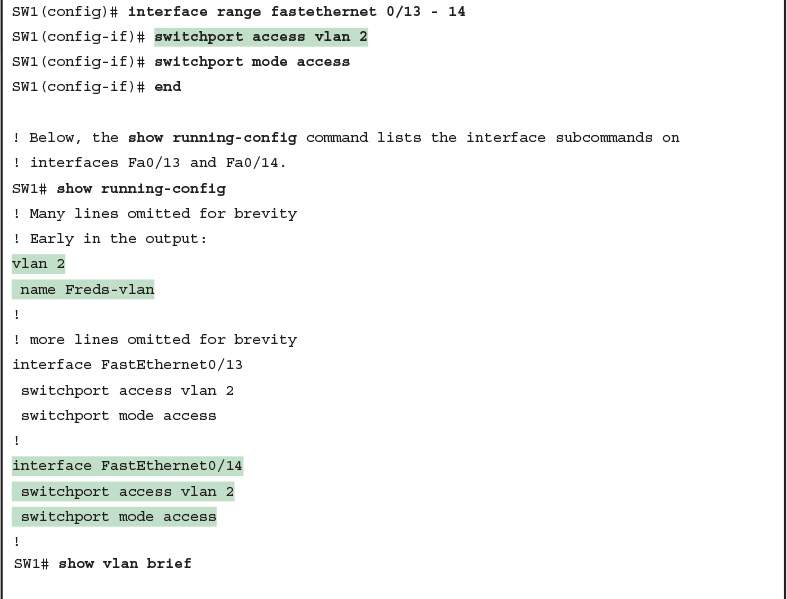 SW1(config)# interface range fastethernet 0/13 - 14
SW1(config-if)# switchport access vlan 2
SW1(config-if)# switchport mode access
SW1(config-if)# end
! Below, the show running-config command lists the interface subcommands on
! interfaces Fa0/13 and Fa0/14.
SW1# show running-config
! Many lines omitted for brevity
! Early in the output:
vlan 2
 name Freds-vlan
!
! more lines omitted for brevity
interface FastEthernet0/13
 switchport access vlan 2
 switchport mode access
!
interface FastEthernet0/14
 switchport access vlan 2
 switchport mode access
!
SW1# show vlan brief